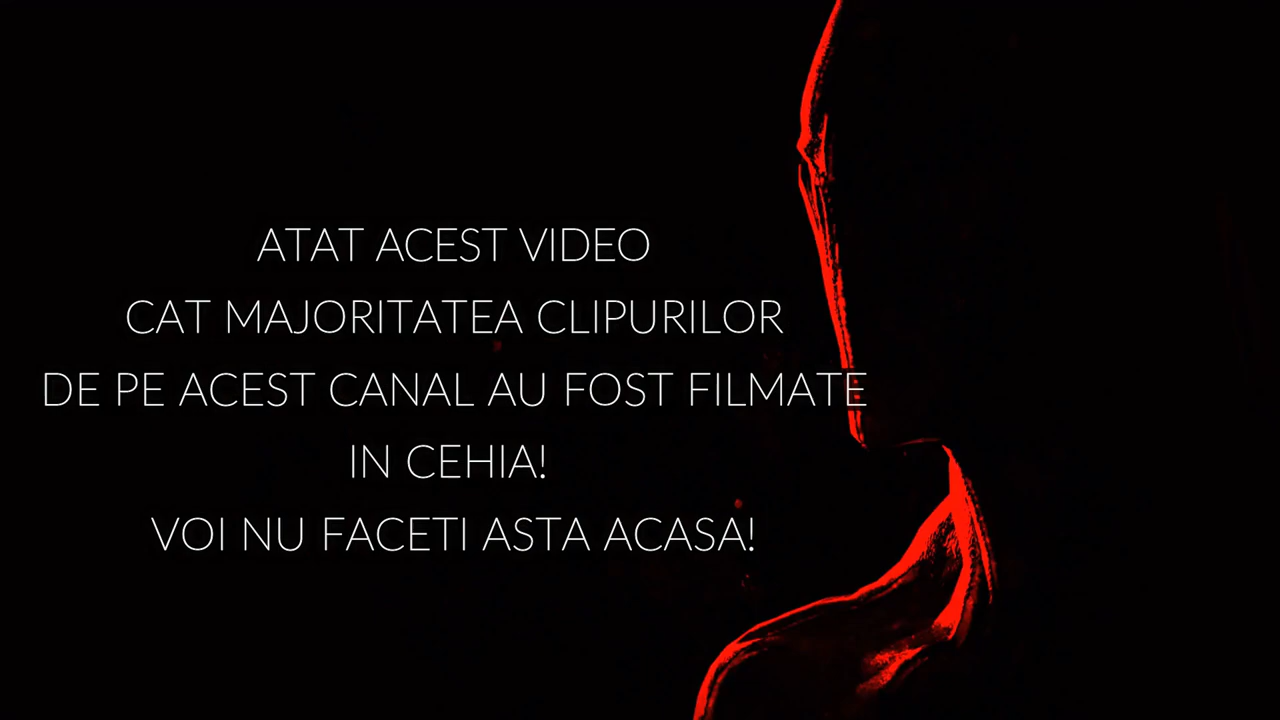 ATAT ACEST VIDEO
CAT MAJORITATEA CLIPURILOR
DE PE ACEST CANAL AU FOST FILMATE
IN CEHIA!
VOI NU FACETI ASTA ACASA!